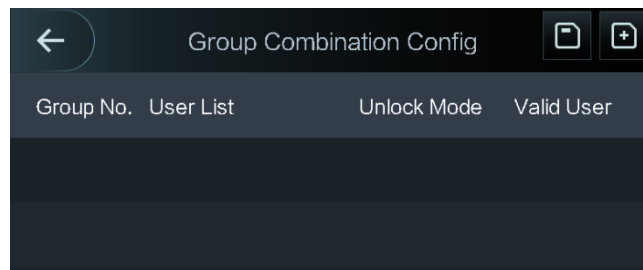 Group Combination Config
Group No. User List Unlock Mode Valid User